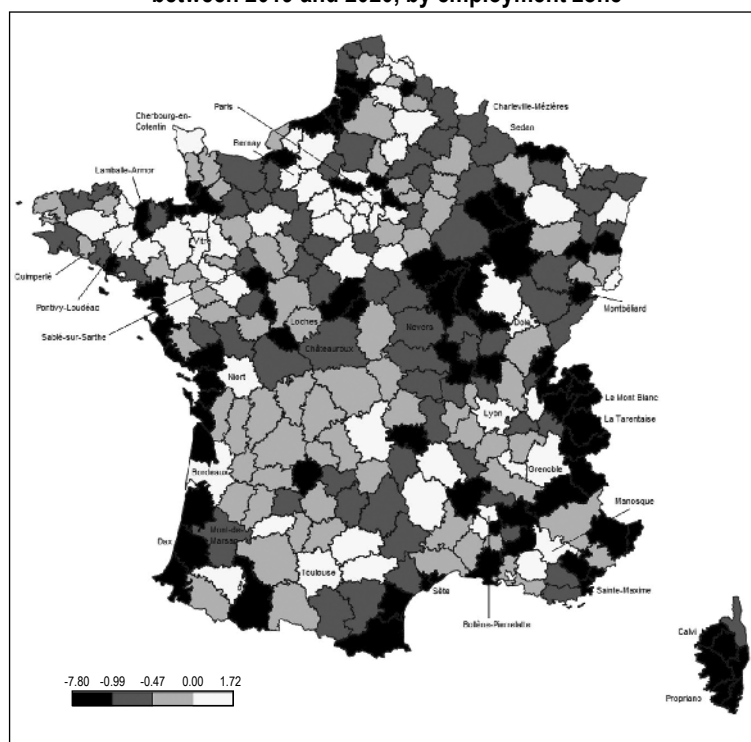 between 2019 and 2020, by employment zone
Paris
Charleville-Mézières
Cherbourg-en-
Cotentin
Sedan
Bernay
Lamballe-Armor
Vitré
Quimperlé
Pontivy-Loudéac
Montbéliard
Sablé-sur-Sarthe
Loches
Nevers
Dole
Châteauroux
Niort
Le Mont Blanc
Lyon
La Tarentaise
Bordeaux
Grenoble
Manosque
Mont-de-
Marsan
Dax
Toulouse
Sète
Sainte-Maxime
Bollène-Pierrelatte
Calvi
Propriano
-7.80 -0.99 -0.47 0.00 1.72